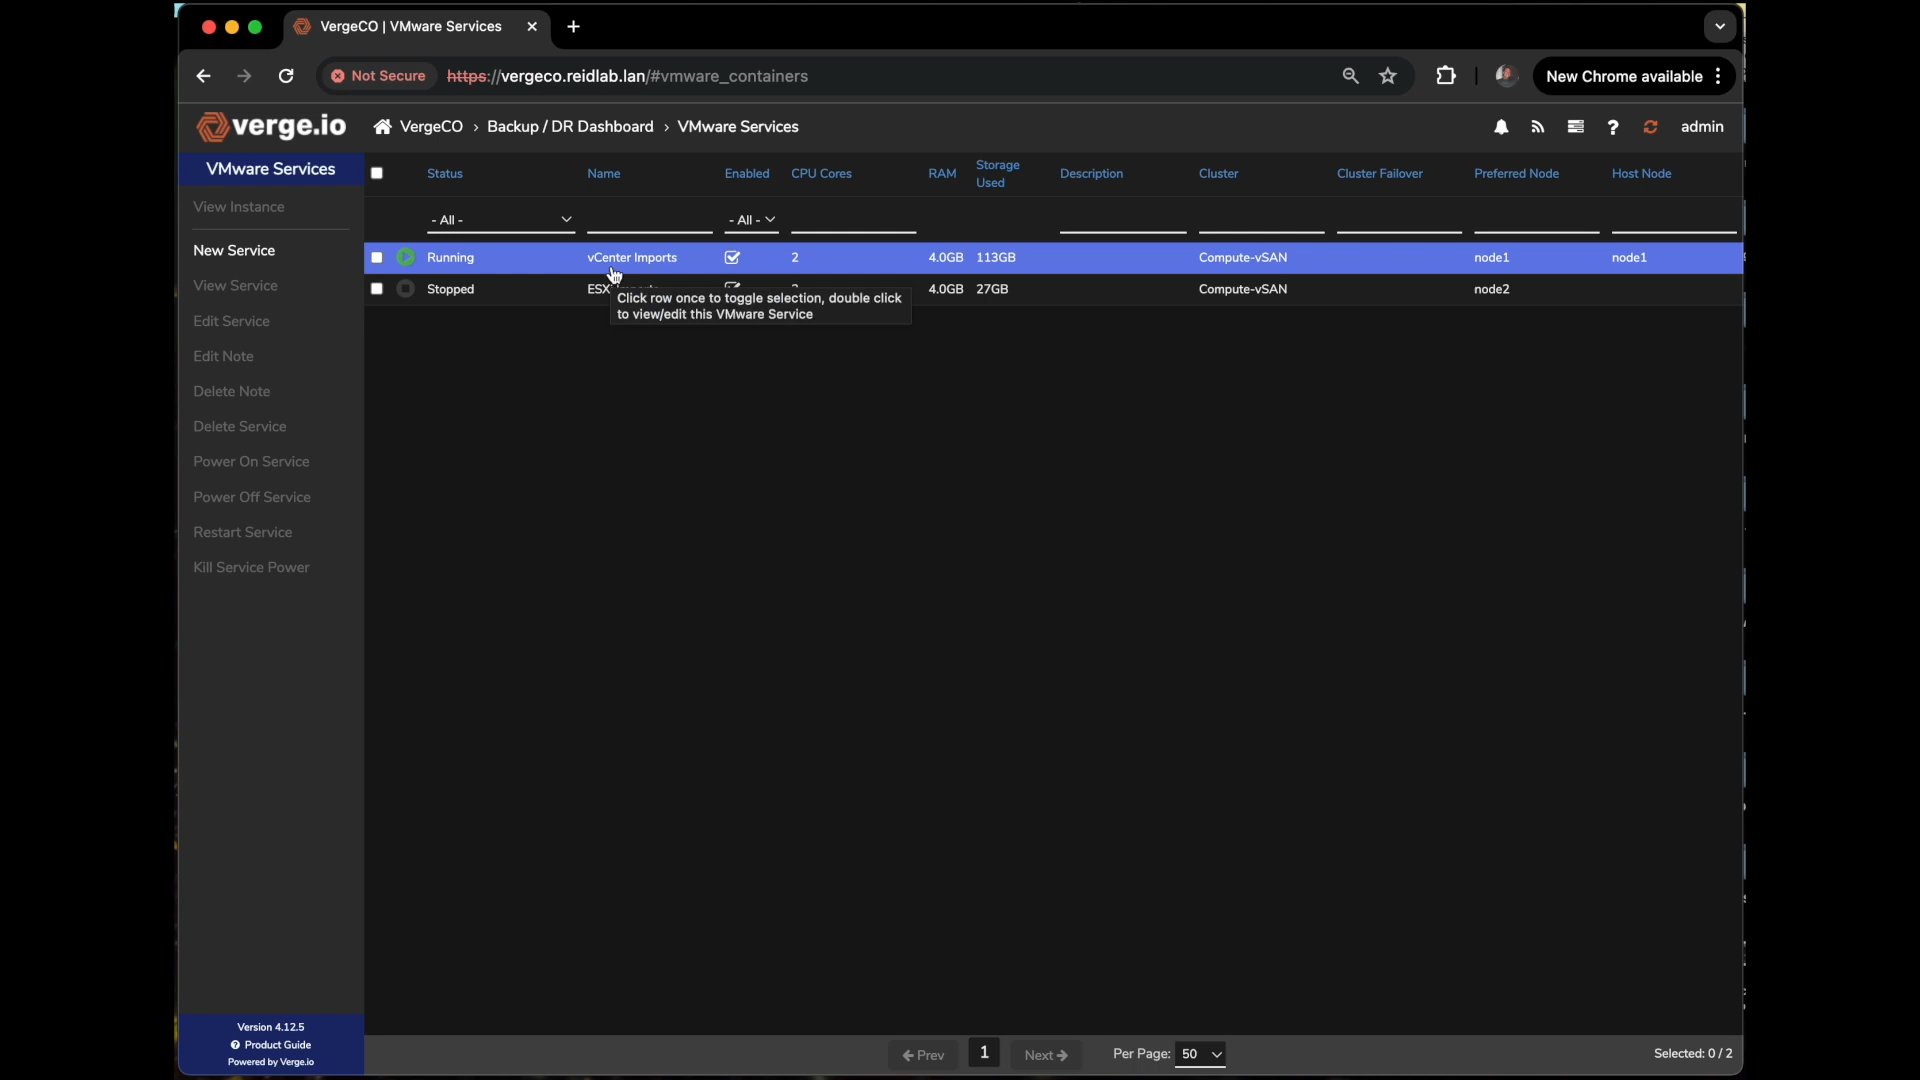 VergeCO | VMware Services
Not Secure https://vergeco.reidlab.lan/#vmware_containers New Chrome available
verge.io VergeCO › Backup / DR Dashboard › VMware Services admin
VMware Services
View Instance
New Service
View Service
Edit Service
Edit Note
Delete Note
Delete Service
Power On Service
Power Off Service
Restart Service
Kill Service Power
Version 4.12.5
Product Guide
Powered by Verge.io
Status Name Enabled CPU Cores RAM Storage Used Description Cluster Cluster Failover Preferred Node Host Node
- All - - All -
Running vCenter Imports 2 4.0GB 113GB Compute-vSAN node1 node1
Stopped ESX 4.0GB 27GB Compute-vSAN node2
Click row once to toggle selection, double click
to view/edit this VMware Service
Prev 1 Next Per Page: 50 Selected: 0 / 2